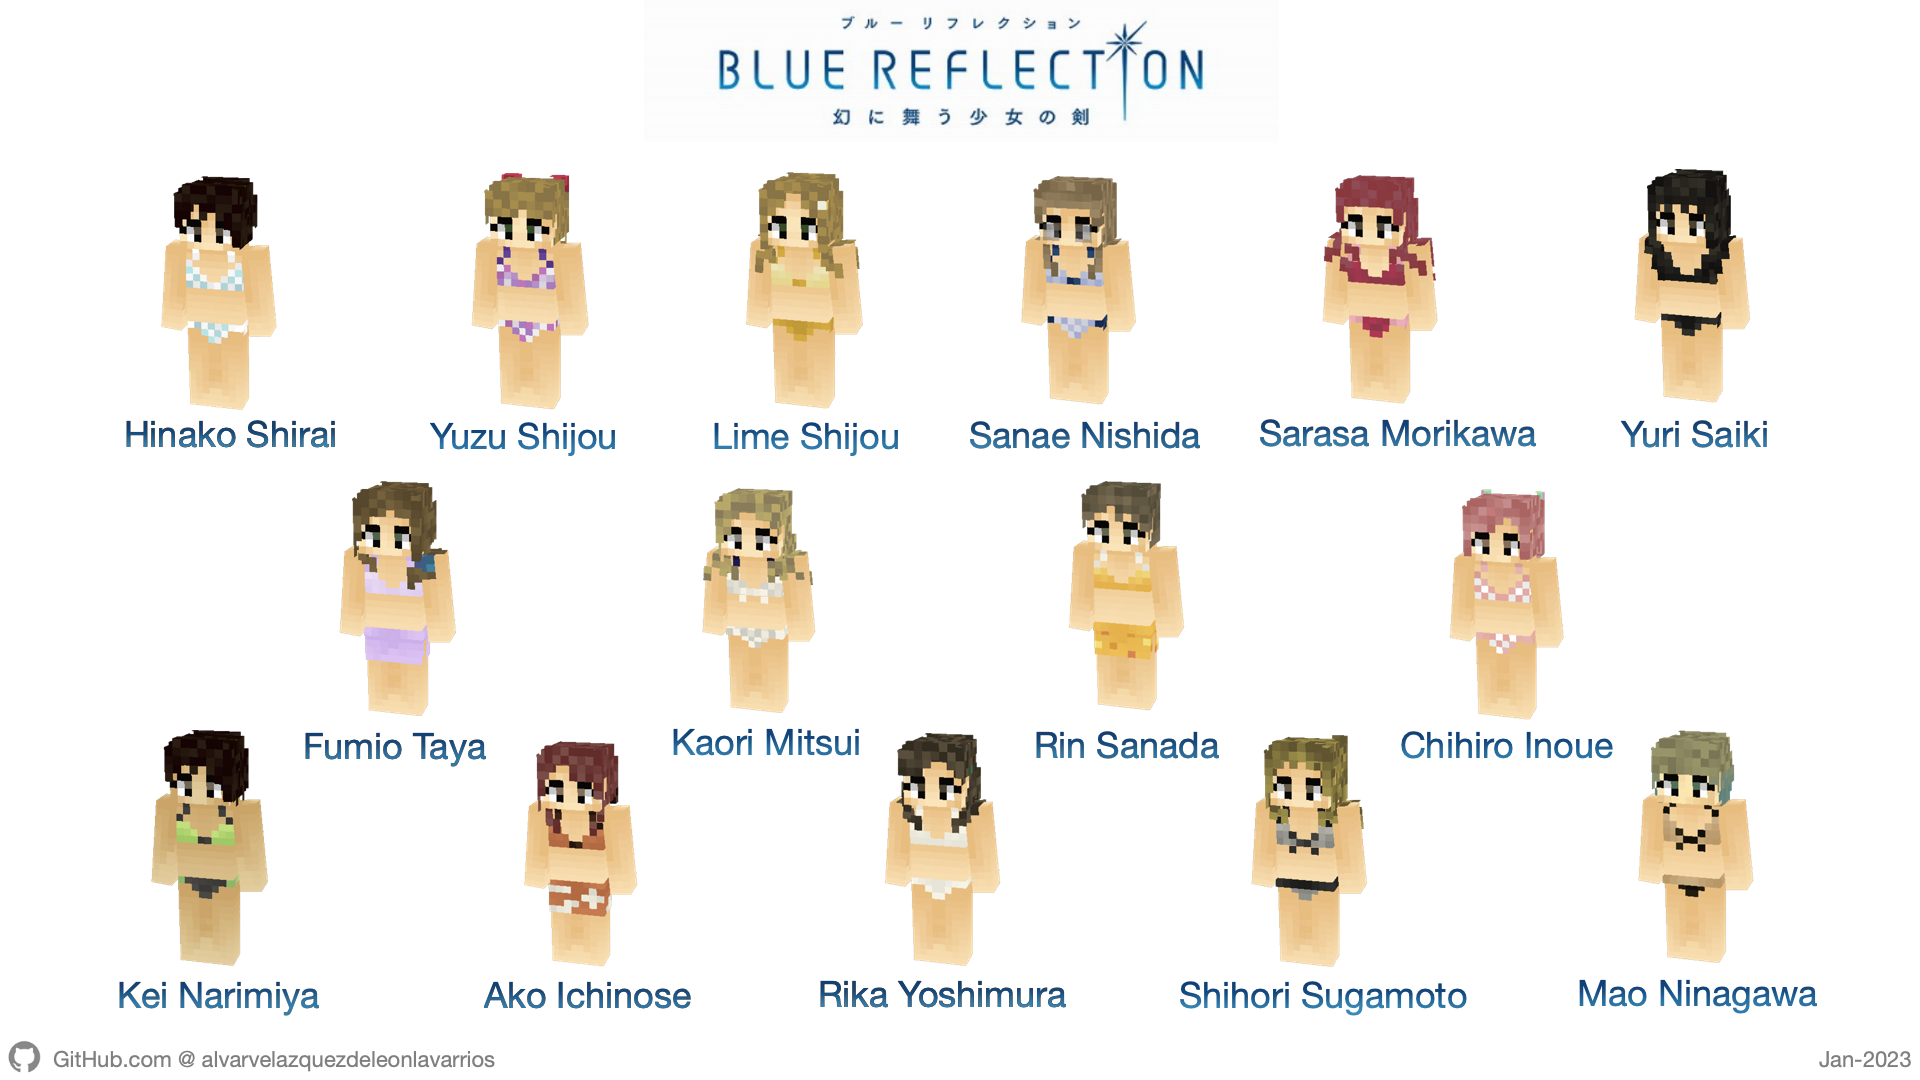 ブルーリフレクション
BLUE REFLECTION
幻に舞う少女の剣
Hinako Shirai
Yuzu Shijou
Lime Shijou
Sanae Nishida
Sarasa Morikawa
Yuri Saiki
Fumio Taya
Kaori Mitsui
Rin Sanada
Chihiro Inoue
Kei Narimiya
Ako Ichinose
Rika Yoshimura
Shihori Sugamoto
Mao Ninagawa
GitHub.com @ alvarvelazquezdeleonlavarrios
Jan-2023